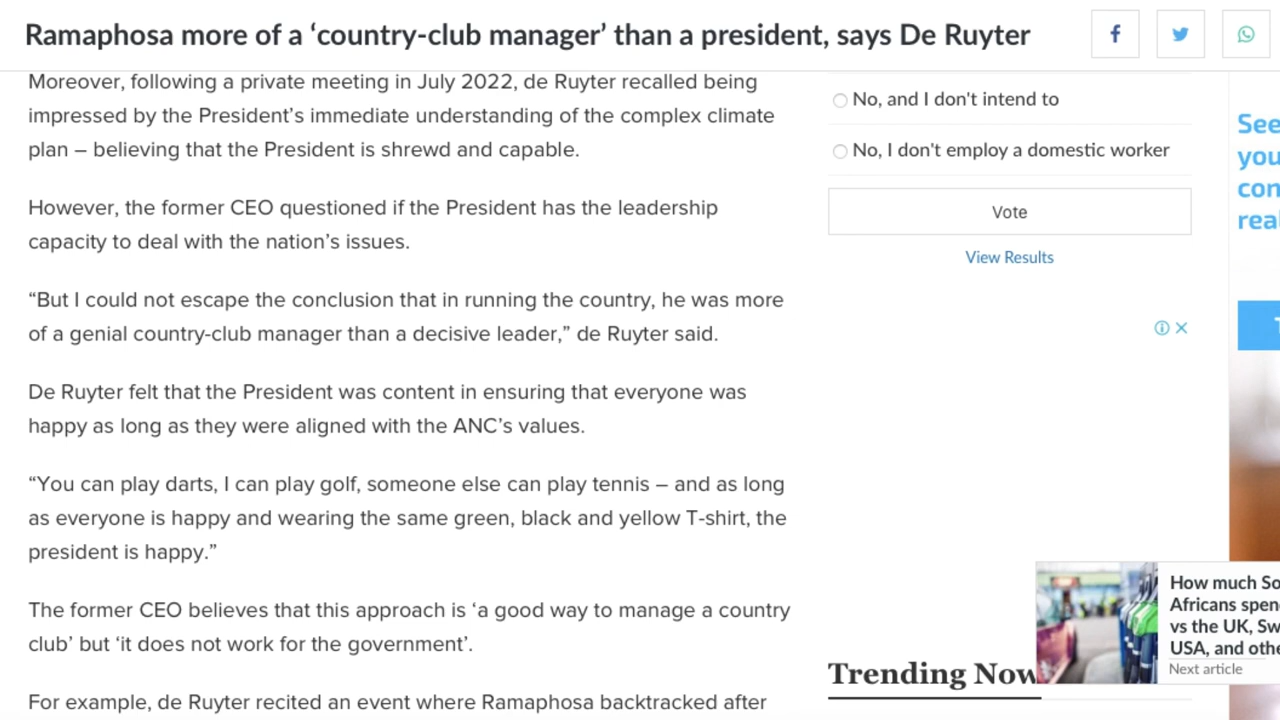 Ramaphosa more of a ‘country-club manager’ than a president, says De Ruyter
Moreover, following a private meeting in July 2022, de Ruyter recalled being
impressed by the President’s immediate understanding of the complex climate
plan – believing that the President is shrewd and capable.
However, the former CEO questioned if the President has the leadership
capacity to deal with the nation’s issues.
“But I could not escape the conclusion that in running the country, he was more
of a genial country-club manager than a decisive leader,” de Ruyter said.
De Ruyter felt that the President was content in ensuring that everyone was
happy as long as they were aligned with the ANC’s values.
“You can play darts, I can play golf, someone else can play tennis – and as long
as everyone is happy and wearing the same green, black and yellow T-shirt, the
president is happy.”
The former CEO believes that this approach is ‘a good way to manage a country
club’ but ‘it does not work for the government’.
For example, de Ruyter recited an event where Ramaphosa backtracked after
No, and I don't intend to
No, I don't employ a domestic worker
Vote
View Results
Trending Now
See
you
con
real
How much So
Africans spen
vs the UK, Sw
USA, and othe
Next article